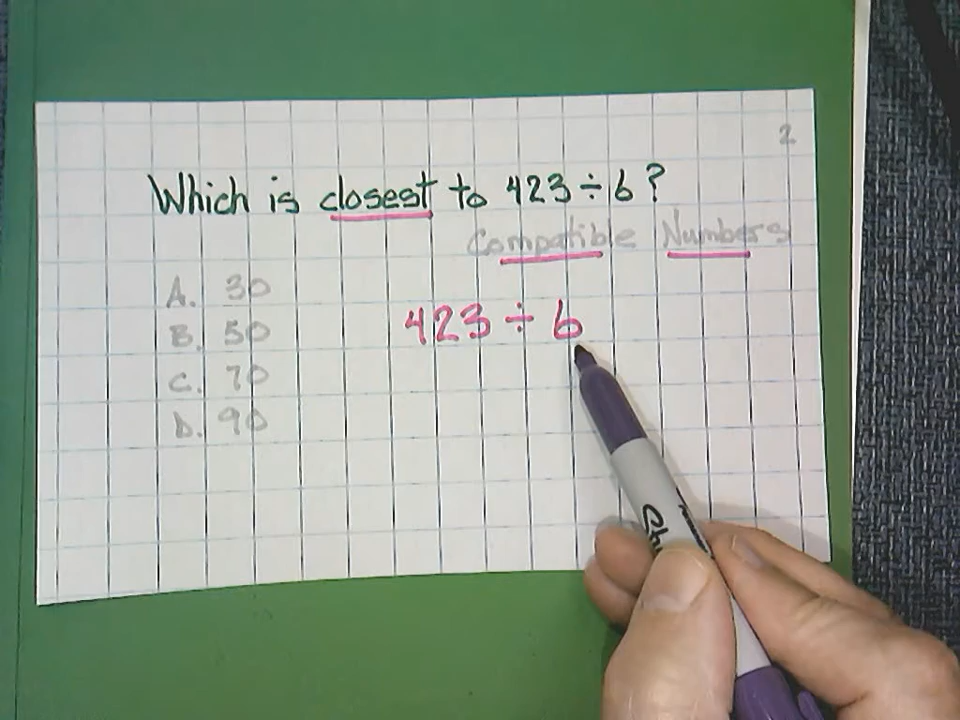 2
Which is closest to 423 ÷ 6?
Compatible Numbers
A. 30
B. 50
C. 70
D. 90
423 ÷ 6